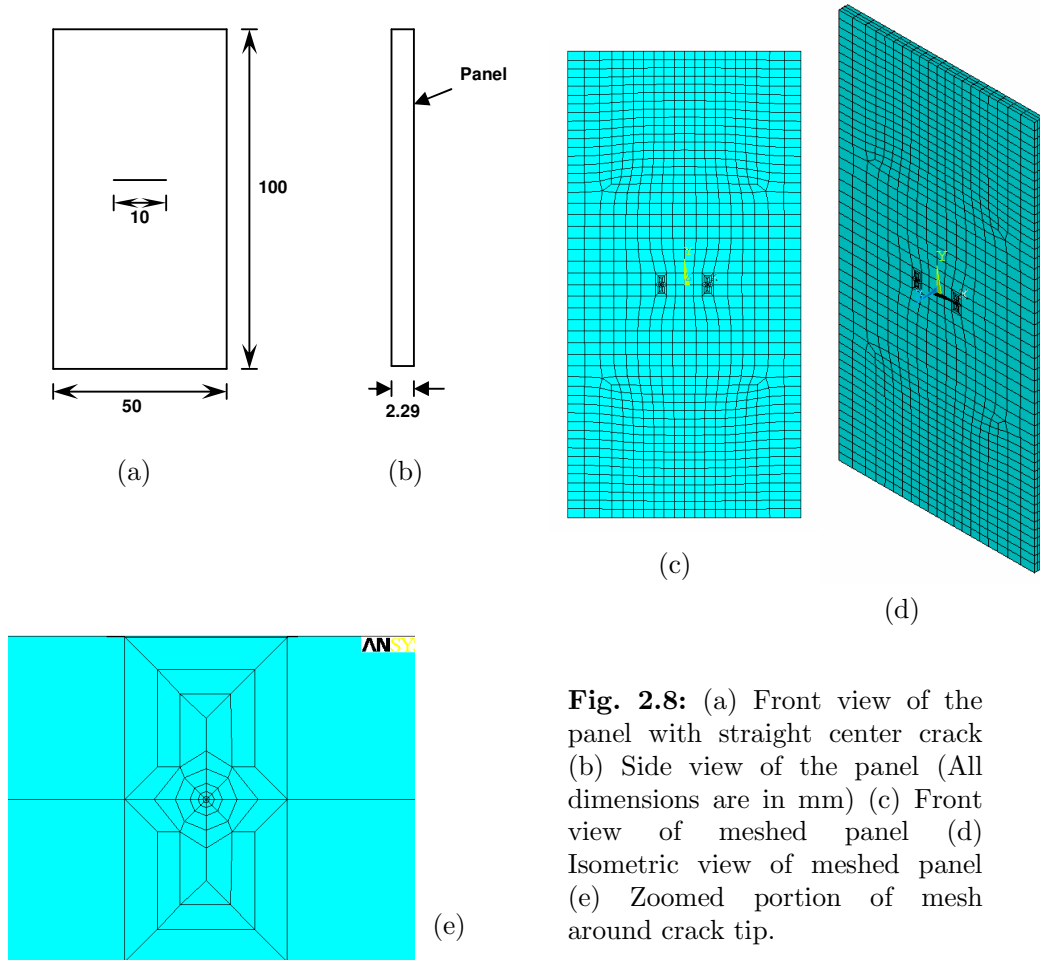 Panel
100
10
50
2.29
(a)
(b)
(c)
(d)
Y
ANSY
(e)
Fig. 2.8: (a) Front view of the
panel with straight center crack
(b) Side view of the panel (All
dimensions are in mm) (c) Front
view of meshed panel (d)
Isometric view of meshed panel
(e) Zoomed portion of mesh
around crack tip.